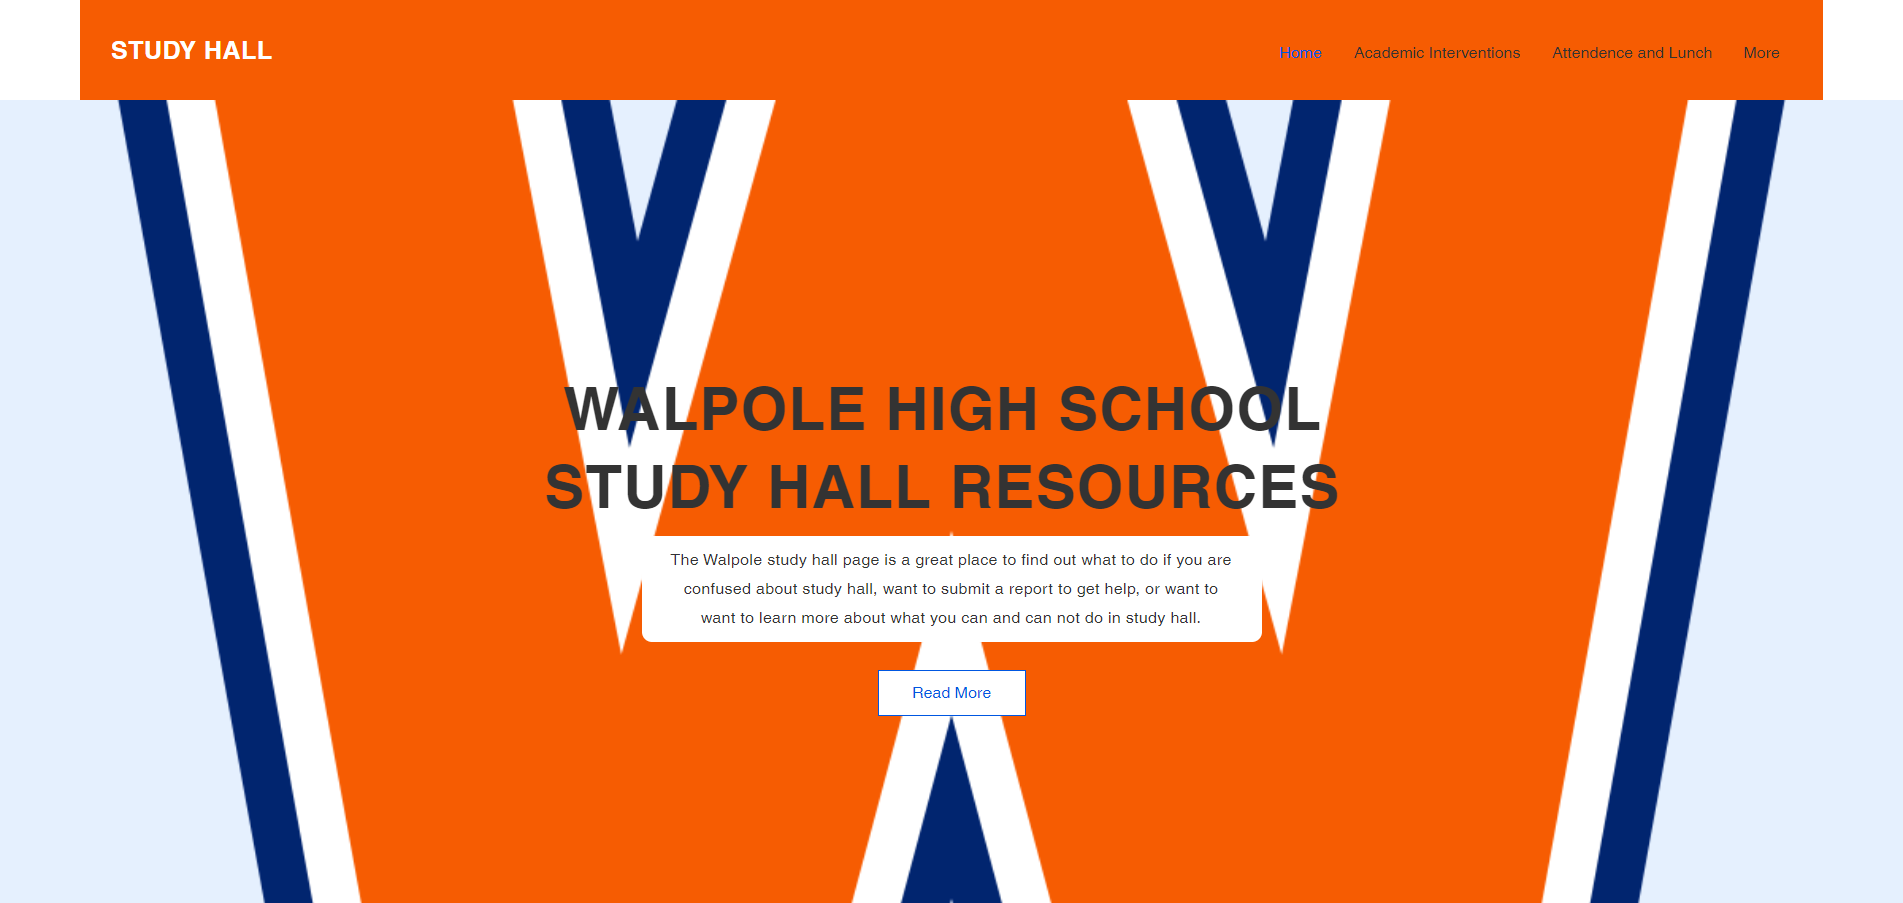 STUDY HALL
Home Academic Interventions Attendence and Lunch More
WALPOLE HIGH SCHOOL
STUDY HALL RESOURCES
The Walpole study hall page is a great place to find out what to do if you are
confused about study hall, want to submit a report to get help, or want to
want to learn more about what you can and can not do in study hall.
Read More